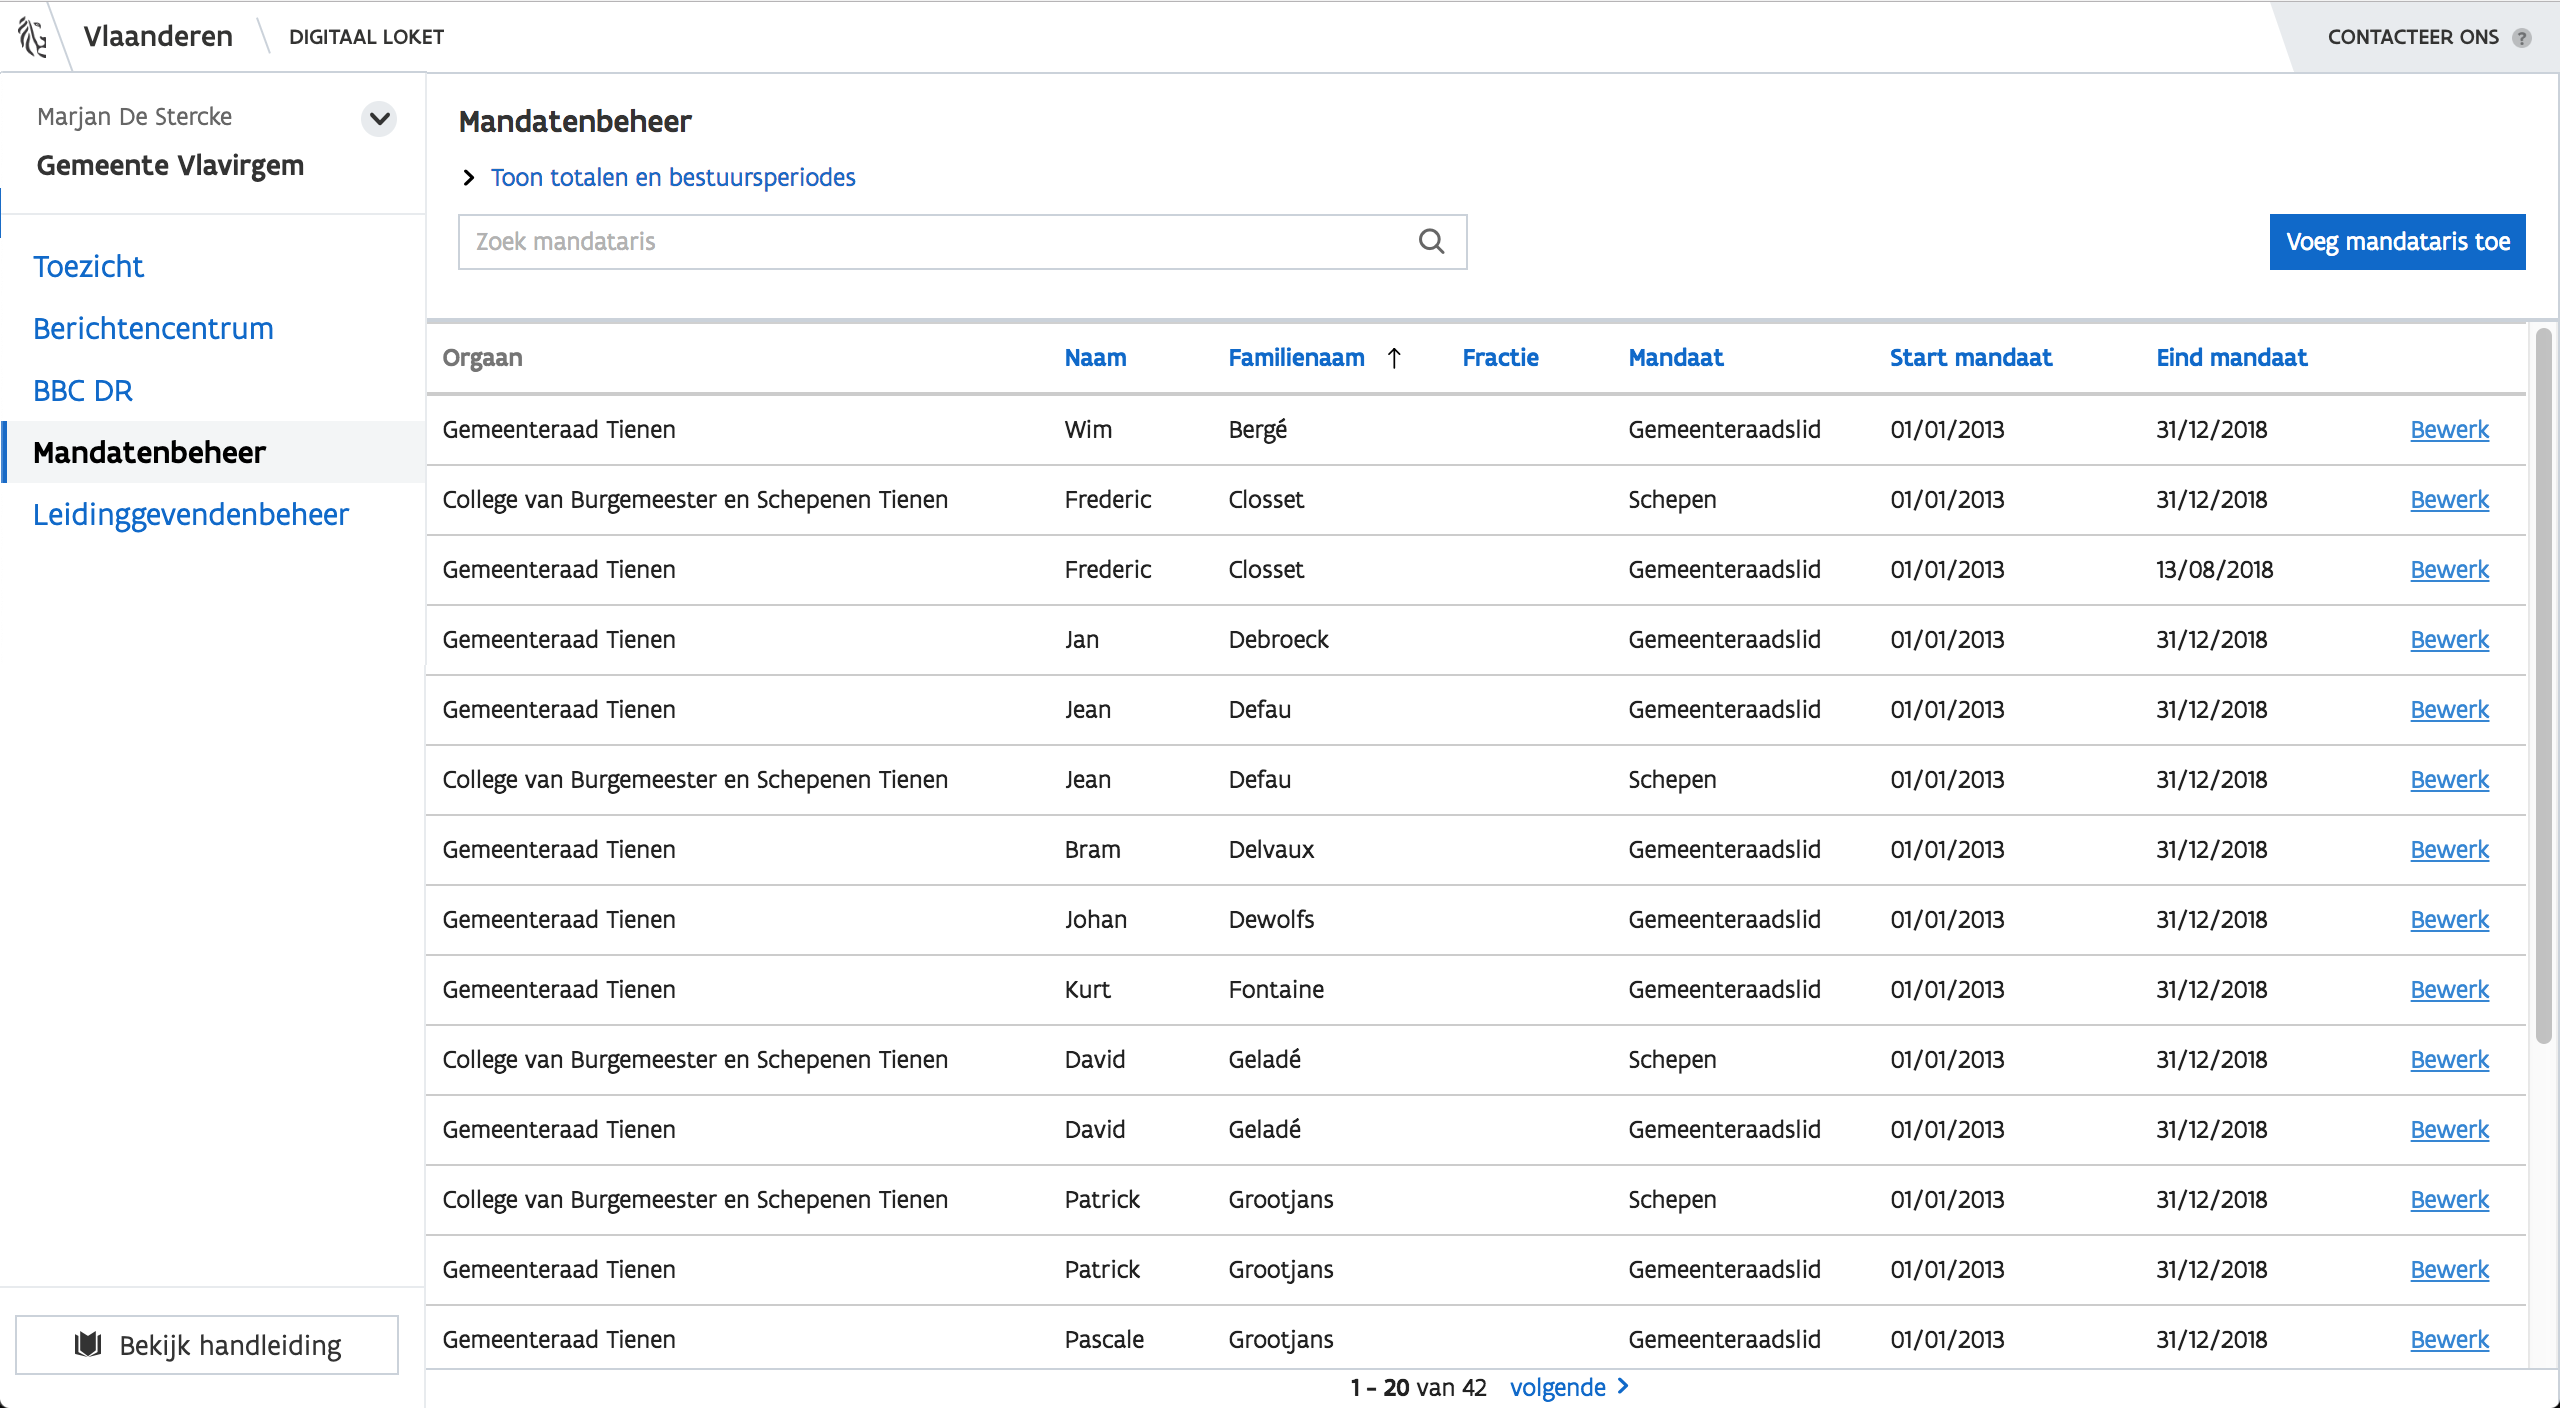 Vlaanderen DIGITAAL LOKET CONTACTEER ONS ?
Marjan De Stercke
Gemeente Vlavirgem
Toezicht
Berichtencentrum
BBC DR
Mandatenbeheer
Leidinggevendenbeheer
Bekijk handleiding
Mandatenbeheer
Toon totalen en bestuursperiodes
Zoek mandataris
Voeg mandataris toe
Orgaan Naam Familienaam ↑ Fractie Mandaat Start mandaat Eind mandaat
Gemeenteraad Tienen Wim Bergé Gemeenteraadslid 01/01/2013 31/12/2018 Bewerk
College van Burgemeester en Schepenen Tienen Frederic Closset Schepen 01/01/2013 31/12/2018 Bewerk
Gemeenteraad Tienen Frederic Closset Gemeenteraadslid 01/01/2013 13/08/2018 Bewerk
Gemeenteraad Tienen Jan Debroeck Gemeenteraadslid 01/01/2013 31/12/2018 Bewerk
Gemeenteraad Tienen Jean Defau Gemeenteraadslid 01/01/2013 31/12/2018 Bewerk
College van Burgemeester en Schepenen Tienen Jean Defau Schepen 01/01/2013 31/12/2018 Bewerk
Gemeenteraad Tienen Bram Delvaux Gemeenteraadslid 01/01/2013 31/12/2018 Bewerk
Gemeenteraad Tienen Johan Dewolfs Gemeenteraadslid 01/01/2013 31/12/2018 Bewerk
Gemeenteraad Tienen Kurt Fontaine Gemeenteraadslid 01/01/2013 31/12/2018 Bewerk
College van Burgemeester en Schepenen Tienen David Geladé Schepen 01/01/2013 31/12/2018 Bewerk
Gemeenteraad Tienen David Geladé Gemeenteraadslid 01/01/2013 31/12/2018 Bewerk
College van Burgemeester en Schepenen Tienen Patrick Grootjans Schepen 01/01/2013 31/12/2018 Bewerk
Gemeenteraad Tienen Patrick Grootjans Gemeenteraadslid 01/01/2013 31/12/2018 Bewerk
Gemeenteraad Tienen Pascale Grootjans Gemeenteraadslid 01/01/2013 31/12/2018 Bewerk
1 - 20 van 42 volgende